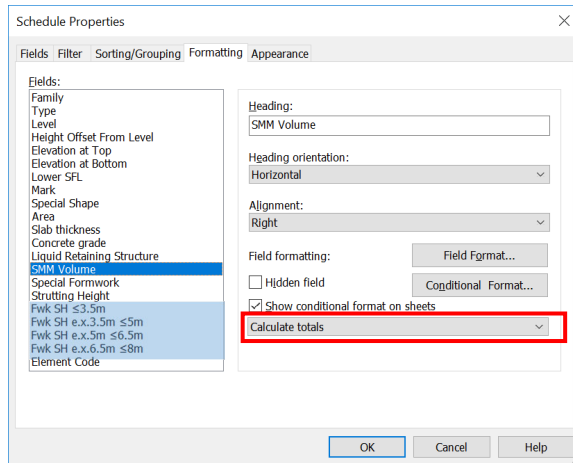 Schedule Properties
Fields Filter Sorting/Grouping Formatting Appearance
Fields:
Family
Type
Level
Height Offset From Level
Elevation at Top
Elevation at Bottom
Lower SFL
Mark
Special Shape
Area
Slab thickness
Concrete grade
Liquid Retaining Structure
SMM Volume
Special Formwork
Strutting Height
Fwk SH ≤3.5m
Fwk SH e.x.3.5m ≤5m
Fwk SH e.x.5m ≤6.5m
Fwk SH e.x.6.5m ≤8m
Element Code
Heading:
SMM Volume
Heading orientation:
Horizontal
Alignment:
Right
Field formatting:
Field Format...
Hidden field
Conditional Format...
Show conditional format on sheets
Calculate totals
OK
Cancel
Help